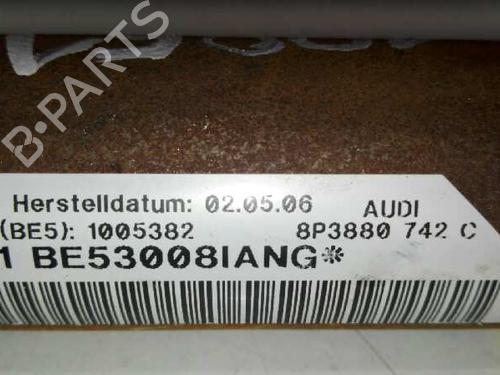 B-PARTS
Herstelldatum: 02.05.06 AUDI
(BE5): 1005382 8P3880 742 C
1 BE53008IANG*